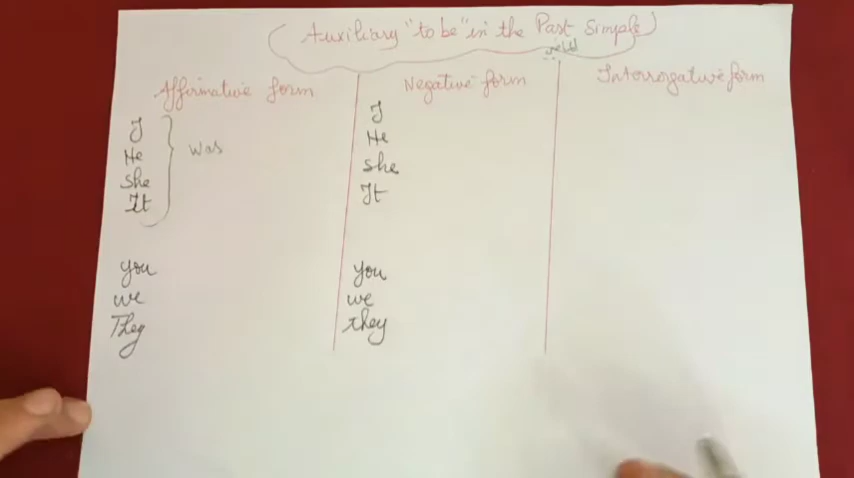 Auxiliary "to be" in the Past Simple
Affirmative form
I
He
she
It
was
you
we
They
Negative form
I
He
she
It
you
we
they
Interrogative form